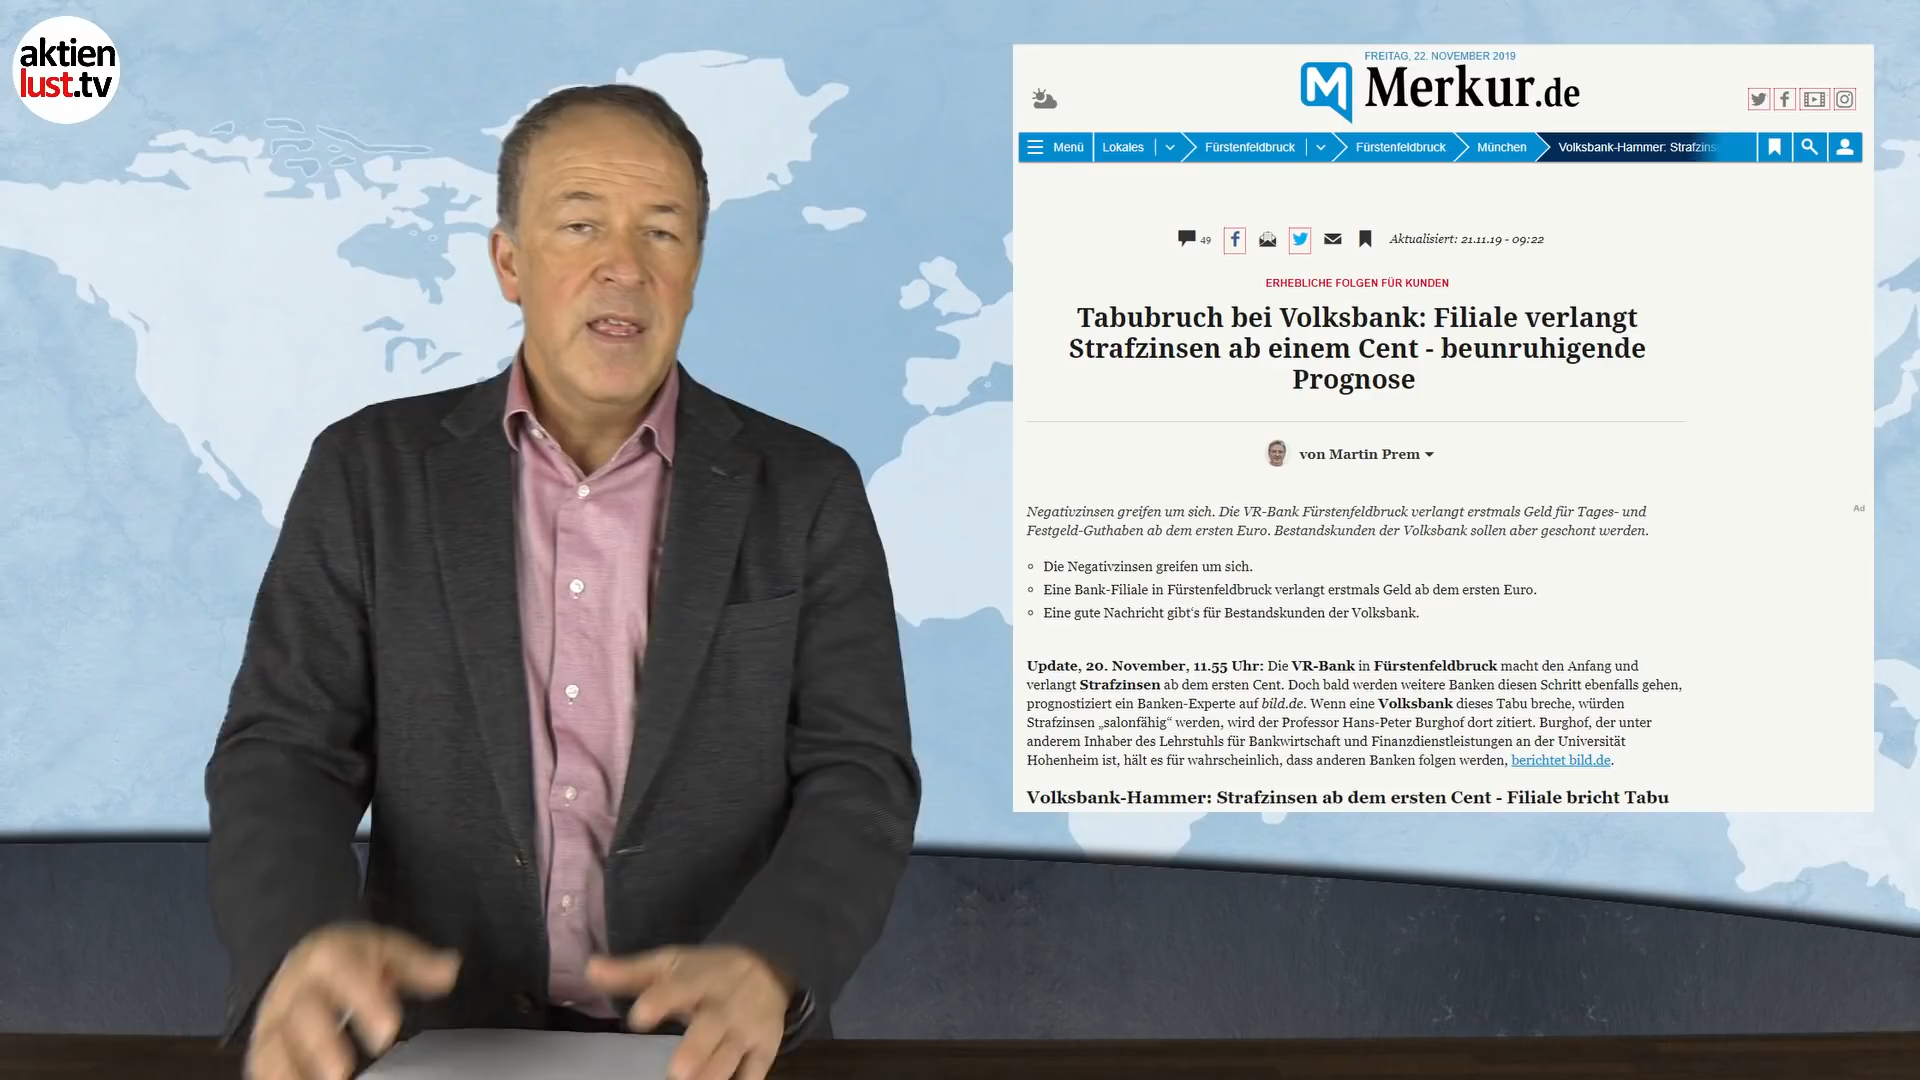 aktien
lust.tv
FREITAG, 22. NOVEMBER 2019
Merkur.de
Menü
Lokales
Fürstenfeldbruck
Fürstenfeldbruck
München
Volksbank-Hammer: Strafzins
49
Aktualisiert: 21.11.19 - 09:22
ERHEBLICHE FOLGEN FÜR KUNDEN
Tabubruch bei Volksbank: Filiale verlangt
Strafzinsen ab einem Cent - beunruhigende
Prognose
von Martin Prem
Negativzinsen greifen um sich. Die VR-Bank Fürstenfeldbruck verlangt erstmals Geld für Tages- und
Ad
Festgeld-Guthaben ab dem ersten Euro. Bestandskunden der Volksbank sollen aber geschont werden.
Die Negativzinsen greifen um sich.
Eine Bank-Filiale in Fürstenfeldbruck verlangt erstmals Geld ab dem ersten Euro.
Eine gute Nachricht gibt‘s für Bestandskunden der Volksbank.
Update, 20. November, 11.55 Uhr: Die VR-Bank in Fürstenfeldbruck macht den Anfang und
verlangt Strafzinsen ab dem ersten Cent. Doch bald werden weitere Banken diesen Schritt ebenfalls gehen,
prognostiziert ein Banken-Experte auf bild.de. Wenn eine Volksbank dieses Tabu breche, würden
Strafzinsen „salonfähig“ werden, wird der Professor Hans-Peter Burghof dort zitiert. Burghof, der unter
anderem Inhaber des Lehrstuhls für Bankwirtschaft und Finanzdienstleistungen an der Universität
Hohenheim ist, hält es für wahrscheinlich, dass anderen Banken folgen werden, berichtet bild.de.
Volksbank-Hammer: Strafzinsen ab dem ersten Cent - Filiale bricht Tabu